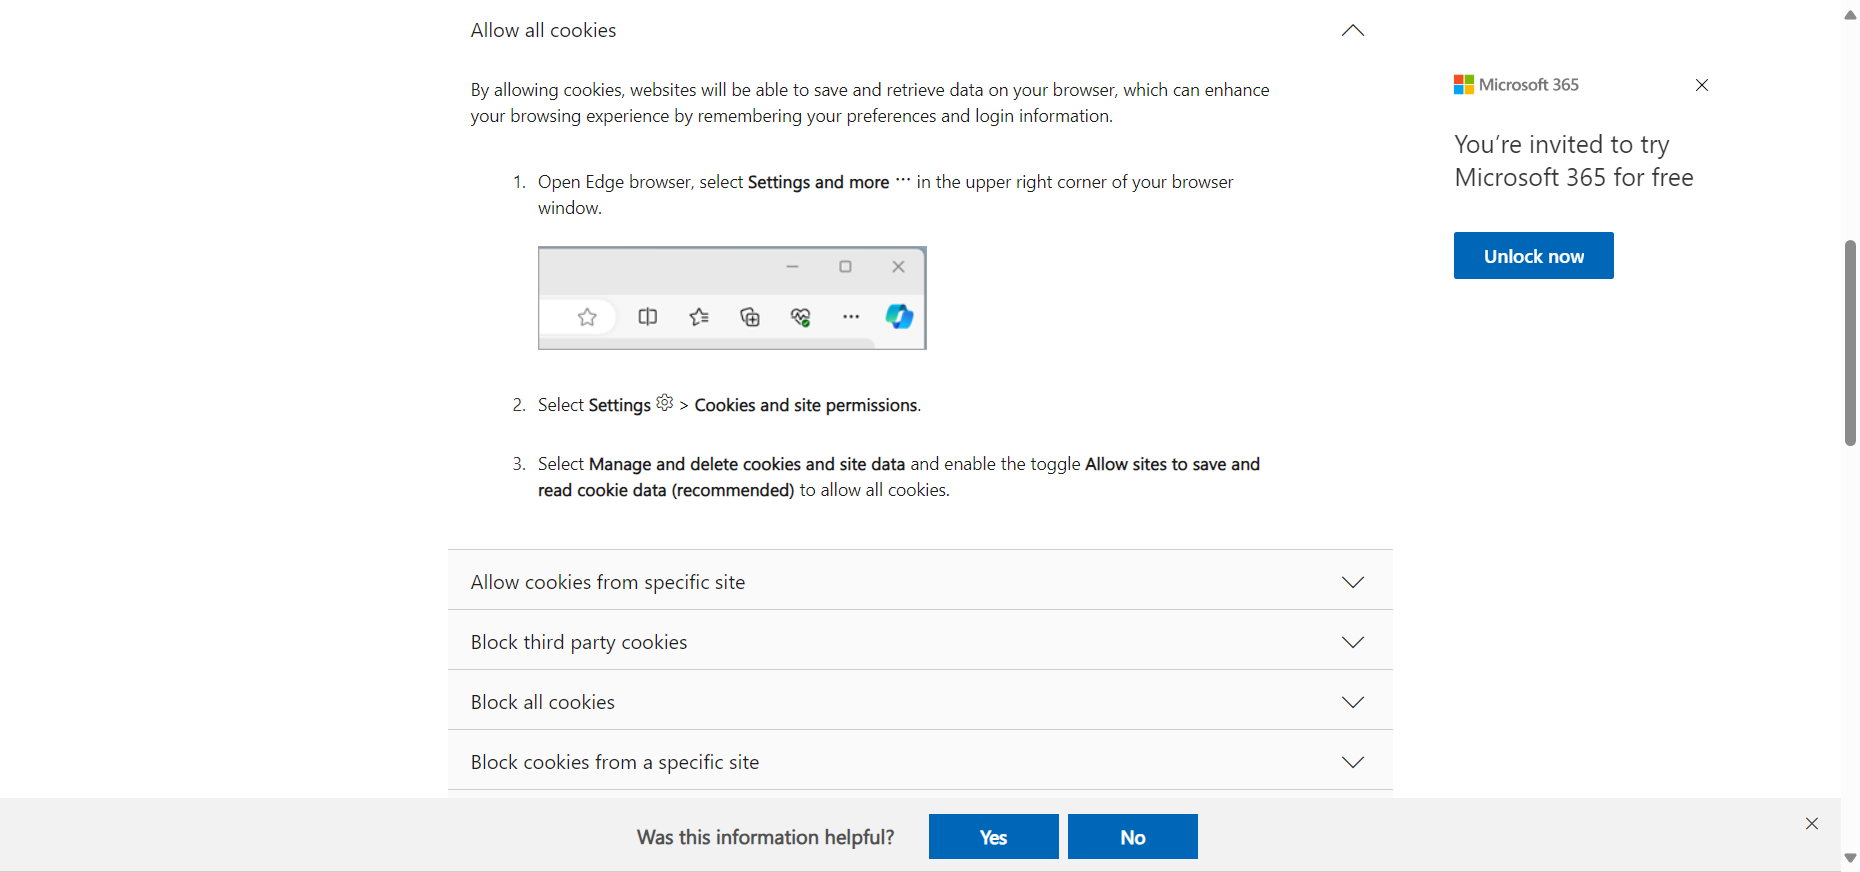 Allow all cookies
By allowing cookies, websites will be able to save and retrieve data on your browser, which can enhance
your browsing experience by remembering your preferences and login information.
1. Open Edge browser, select Settings and more ··· in the upper right corner of your browser
window.
2. Select Settings > Cookies and site permissions.
3. Select Manage and delete cookies and site data and enable the toggle Allow sites to save and
read cookie data (recommended) to allow all cookies.
Allow cookies from specific site
Block third party cookies
Block all cookies
Block cookies from a specific site
Microsoft 365
You’re invited to try
Microsoft 365 for free
Unlock now
Was this information helpful? Yes No